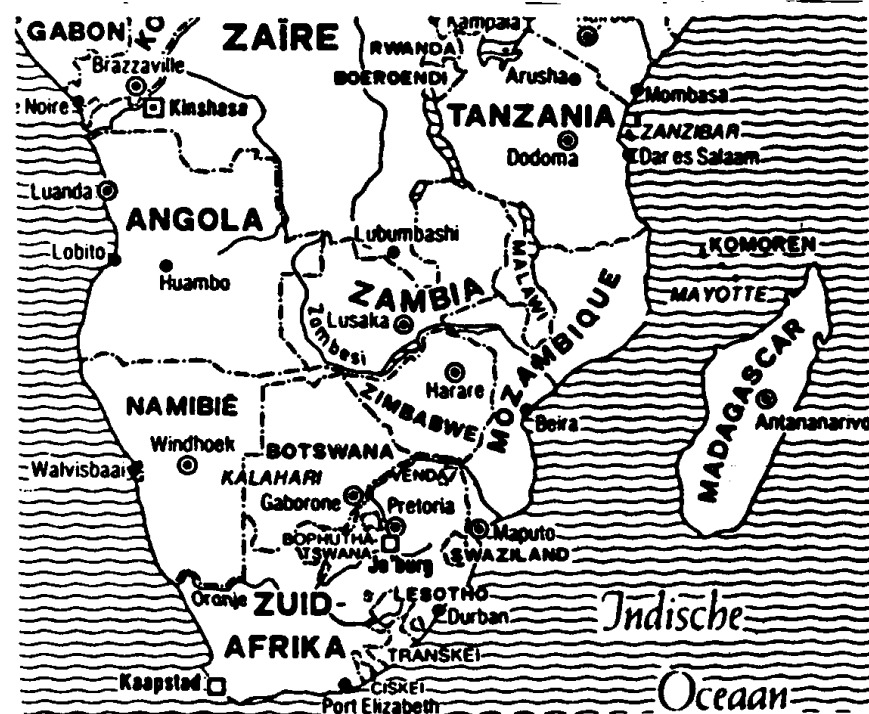 GABON
KO
ZAÏRE
Kampala
RWANDA
BOEROENDI
Arusha
Brazzaville
e Noire
Kinshasa
Mombasa
TANZANIA
ZANZIBAR
Dodoma
Dar es Salaam
Luanda
ANGOLA
Lubumbashi
Lobito
Huambo
KOMOREN
MALAWI
ZAMBIA
MAYOTTE
Zambesi
Lusaka
MOZAMBIQUE
MADAGASCAR
Harare
ZIMBABWE
NAMIBIË
Beira
Antananarivo
Windhoek
BOTSWANA
Walvisbaai
KALAHARI
VENDA
Gaborone
Pretoria
BOPHUTHA
TSWANA
Maputo
SWAZILAND
Jo'burg
Oranje
ZUID-
AFRIKA
LESOTHO
Durban
Indische
TRANSKEI
Kaapstad
CISKEI
Port Elizabeth
Oceaan